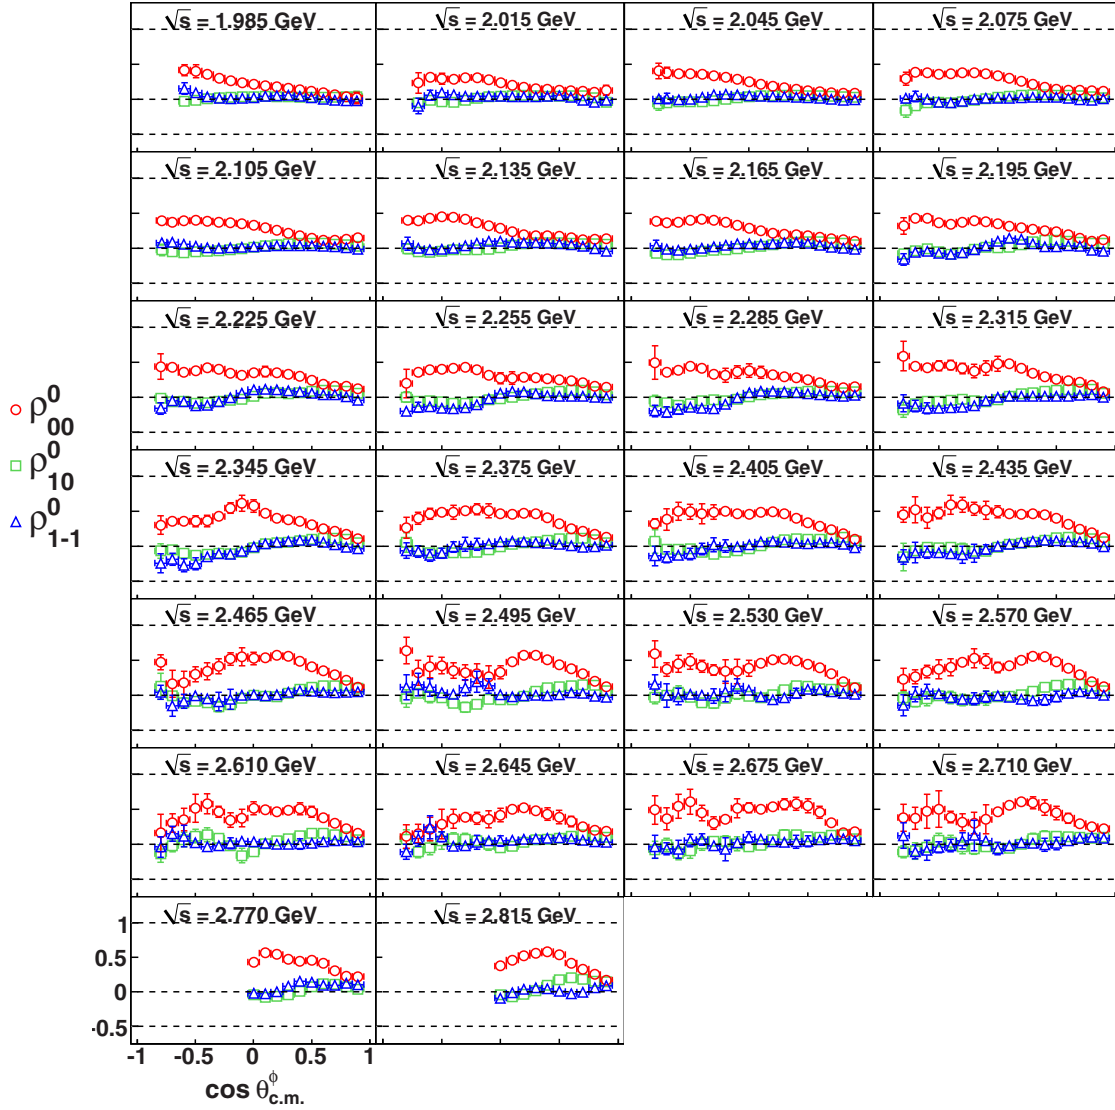 √s = 1.985 GeV
√s = 2.015 GeV
√s = 2.045 GeV
√s = 2.075 GeV
√s = 2.105 GeV
√s = 2.135 GeV
√s = 2.165 GeV
√s = 2.195 GeV
√s = 2.225 GeV
√s = 2.255 GeV
√s = 2.285 GeV
√s = 2.315 GeV
ρ⁰₀₀
ρ⁰₁₀
ρ⁰₁₋₁
√s = 2.345 GeV
√s = 2.375 GeV
√s = 2.405 GeV
√s = 2.435 GeV
√s = 2.465 GeV
√s = 2.495 GeV
√s = 2.530 GeV
√s = 2.570 GeV
√s = 2.610 GeV
√s = 2.645 GeV
√s = 2.675 GeV
√s = 2.710 GeV
√s = 2.770 GeV
√s = 2.815 GeV
1
0.5
0
-0.5
-1 -0.5 0 0.5 1
cos θ^ϕ_c.m.